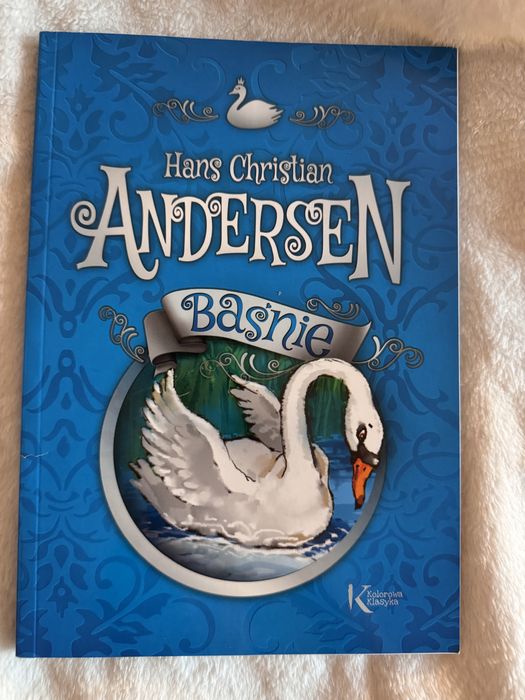 Hans Christian
ANDERSEN
Baśnie
K Kolorowa
Klasyka